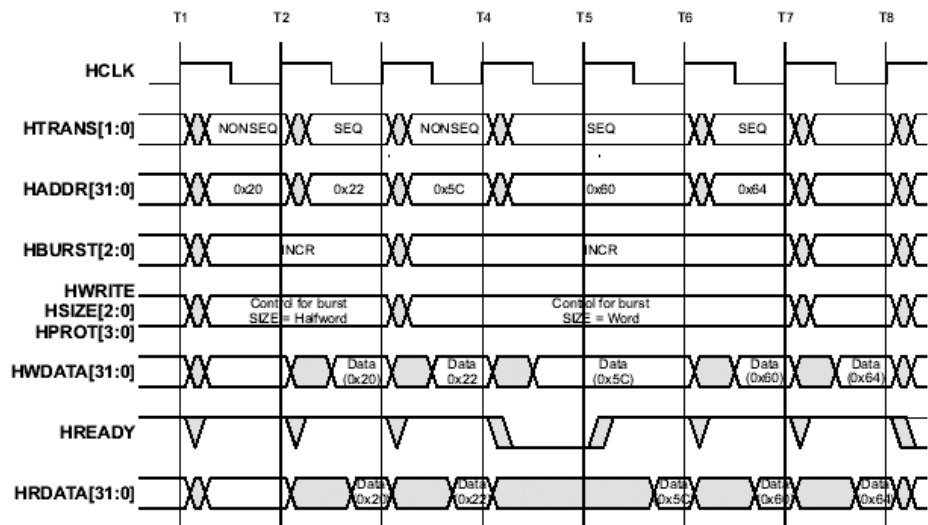 T1 T2 T3 T4 T5 T6 T7 T8
HCLK
HTRANS[1:0] NONSEQ SEQ NONSEQ SEQ SEQ
HADDR[31:0] 0x20 0x22 0x5C 0x60 0x64
HBURST[2:0] INCR INCR
HWRITE
HSIZE[2:0]
HPROT[3:0]
Control for burst
SIZE = Halfword
Control for burst
SIZE = Word
HWDATA[31:0]
Data
(0x20)
Data
0x22
Data
(0x5C)
Data
(0x60)
Data
(0x64)
HREADY
HRDATA[31:0]
Data
(0x20)
Data
(0x22)
Data
(0x5C)
Data
(0x60)
Data
(0x64)